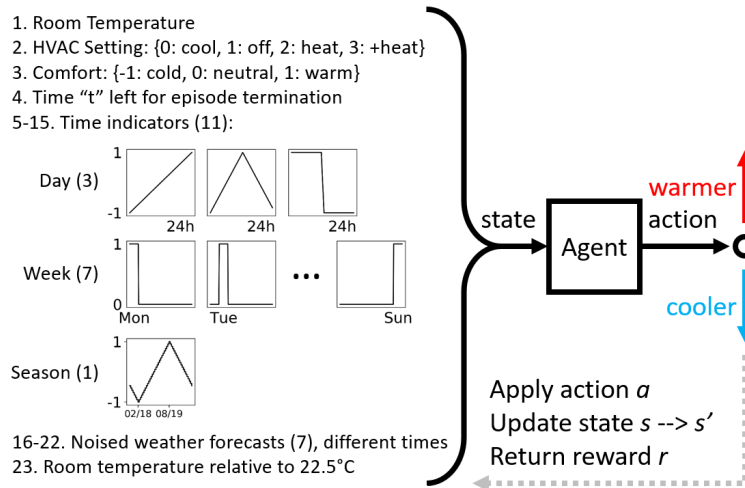 1. Room Temperature
2. HVAC Setting: {0: cool, 1: off, 2: heat, 3: +heat}
3. Comfort: {-1: cold, 0: neutral, 1: warm}
4. Time “t” left for episode termination
5-15. Time indicators (11):
1
Day (3)
-1
24h
24h
24h
1
Week (7)
...
0
Mon
Tue
Sun
1
Season (1)
-1
02/18
08/19
16-22. Noised weather forecasts (7), different times
23. Room temperature relative to 22.5°C
state
Agent
action
warmer
cooler
Apply action a
Update state s --> s’
Return reward r